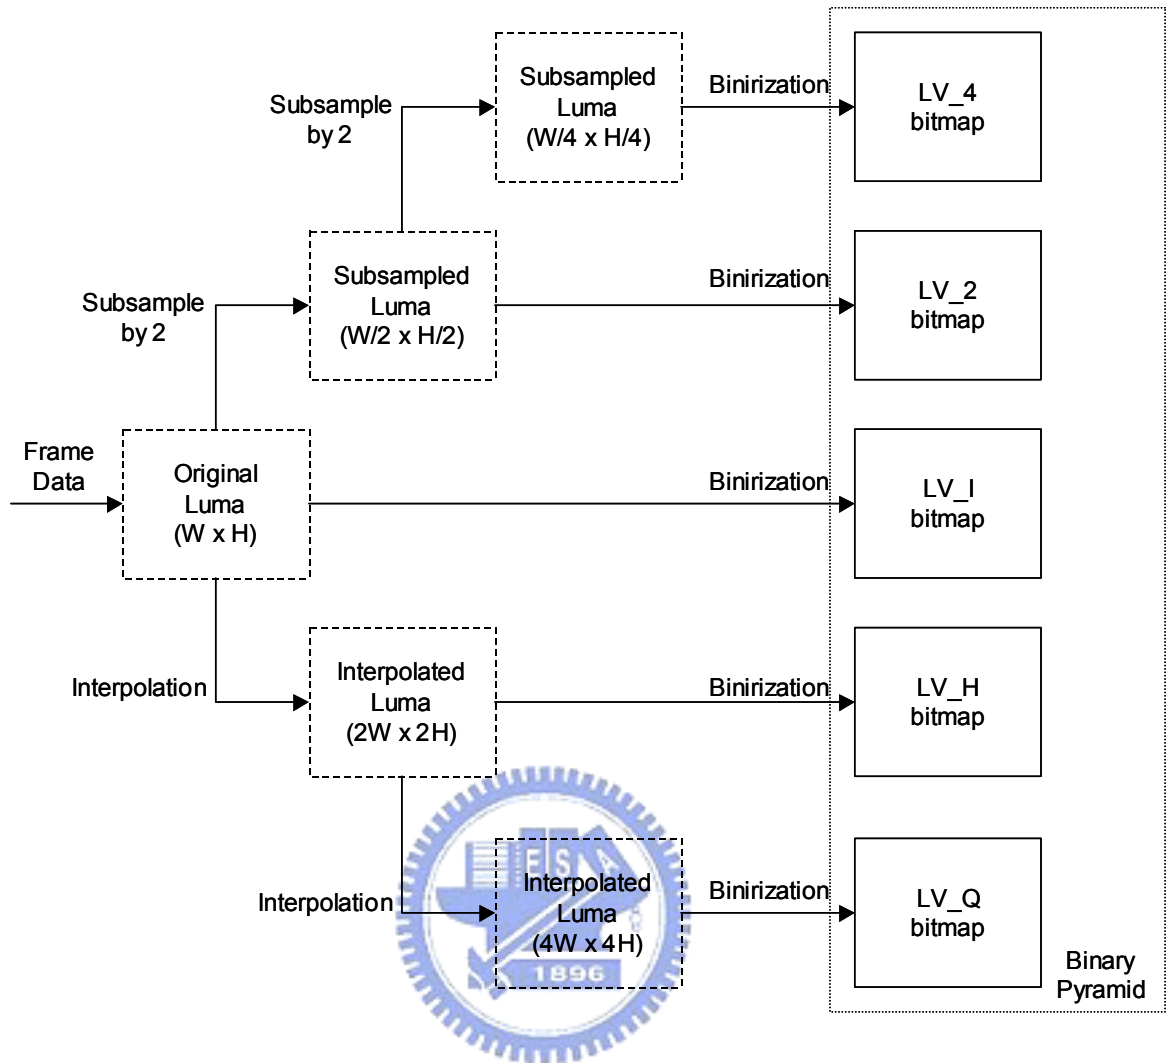 Subsampled
Luma
(W/4 x H/4)
Binirization
LV_4
bitmap
Subsample
by 2
Subsampled
Luma
(W/2 x H/2)
Binirization
LV_2
bitmap
Subsample
by 2
Frame
Data
Original
Luma
(W x H)
Binirization
LV_I
bitmap
Interpolation
Interpolated
Luma
(2W x 2H)
Binirization
LV_H
bitmap
Interpolation
Interpolated
Luma
(4W x 4H)
Binirization
LV_Q
bitmap
Binary
Pyramid
E S A
1896